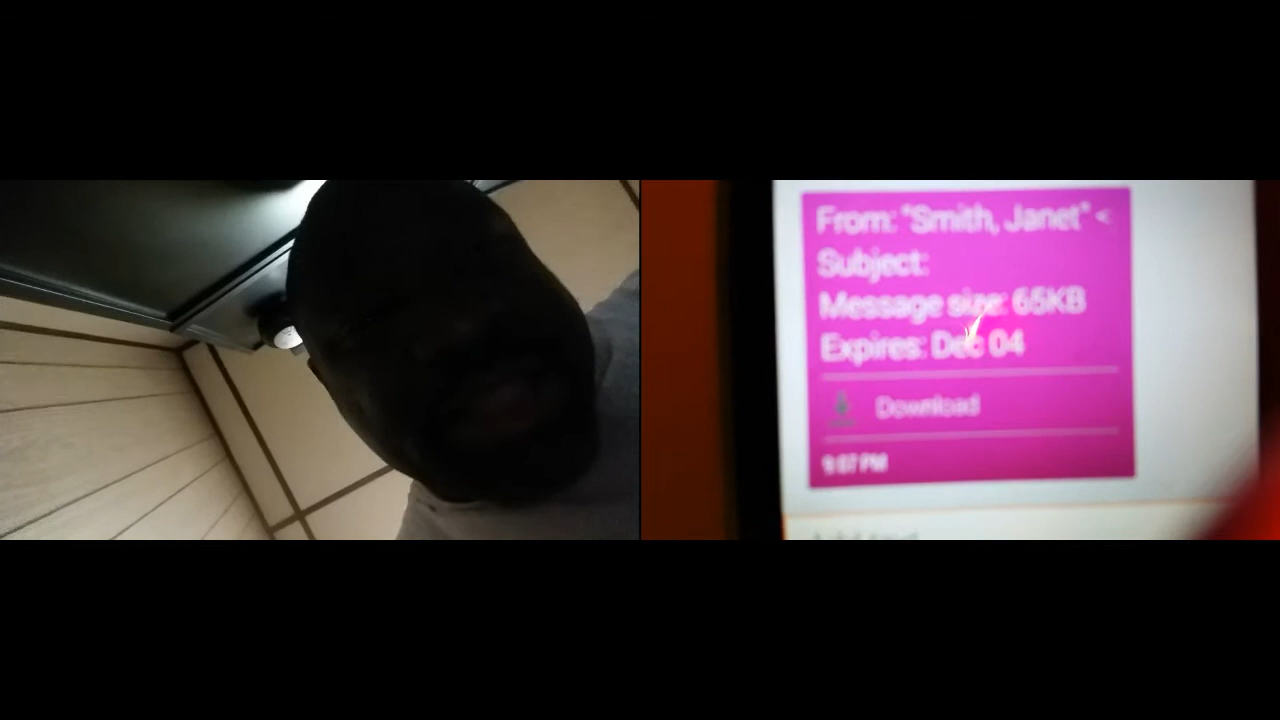 From: "Smith, Janet" <
Subject:
Message size: 65KB
Expires: Dec 04
Download
9:07 PM